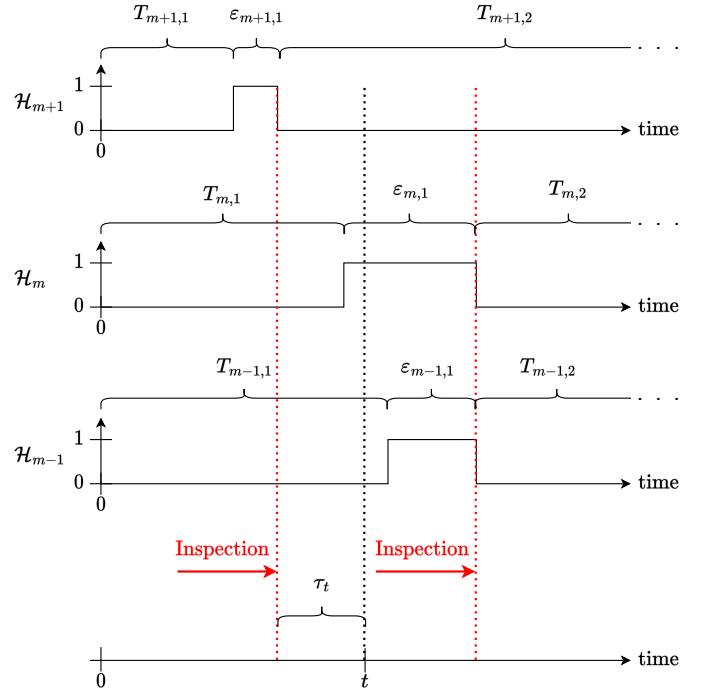 T_{m+1,1} ε_{m+1,1} T_{m+1,2}
. . .
1
ℋ_{m+1}
0 time
0
T_{m,1} ε_{m,1} T_{m,2}
. . .
1
ℋ_m
0 time
0
T_{m-1,1} ε_{m-1,1} T_{m-1,2}
. . .
1
ℋ_{m-1}
0 time
0
Inspection Inspection
τ_t
time
0 t